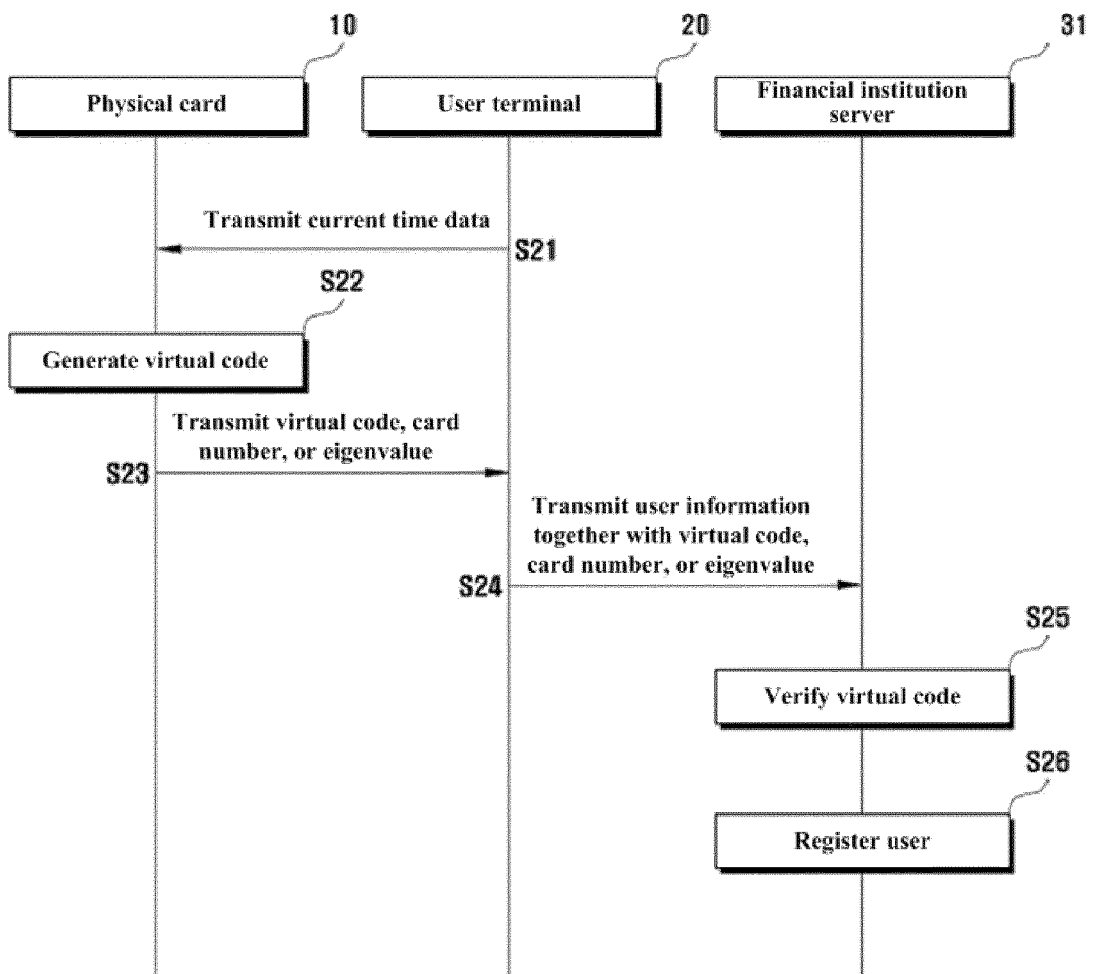 10
20
31
Physical card
User terminal
Financial institution
server
Transmit current time data
S21
S22
Generate virtual code
Transmit virtual code, card
number, or eigenvalue
S23
Transmit user information
together with virtual code,
card number, or eigenvalue
S24
S25
Verify virtual code
S26
Register user